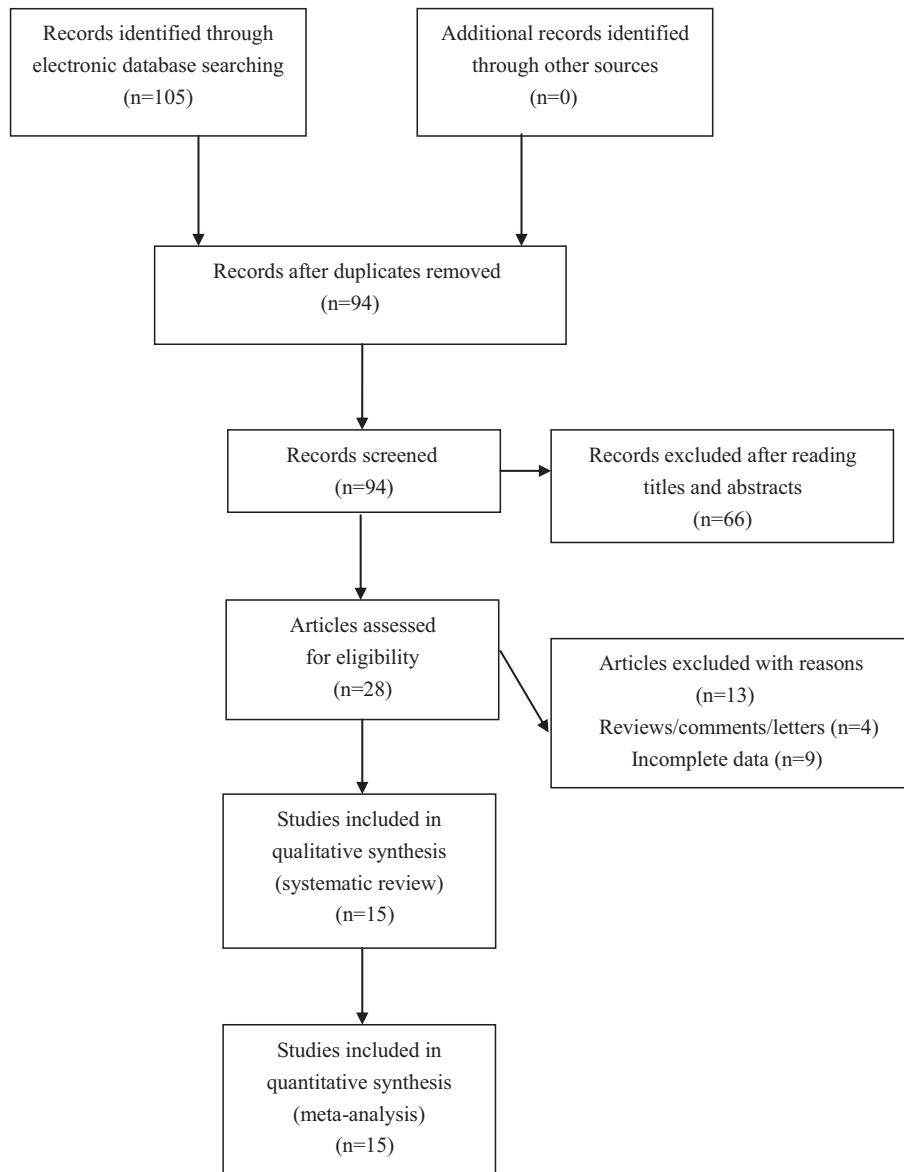 Records identified through
electronic database searching
(n=105)
Additional records identified
through other sources
(n=0)
Records after duplicates removed
(n=94)
Records screened
(n=94)
Records excluded after reading
titles and abstracts
(n=66)
Articles assessed
for eligibility
(n=28)
Articles excluded with reasons
(n=13)
Reviews/comments/letters (n=4)
Incomplete data (n=9)
Studies included in
qualitative synthesis
(systematic review)
(n=15)
Studies included in
quantitative synthesis
(meta-analysis)
(n=15)